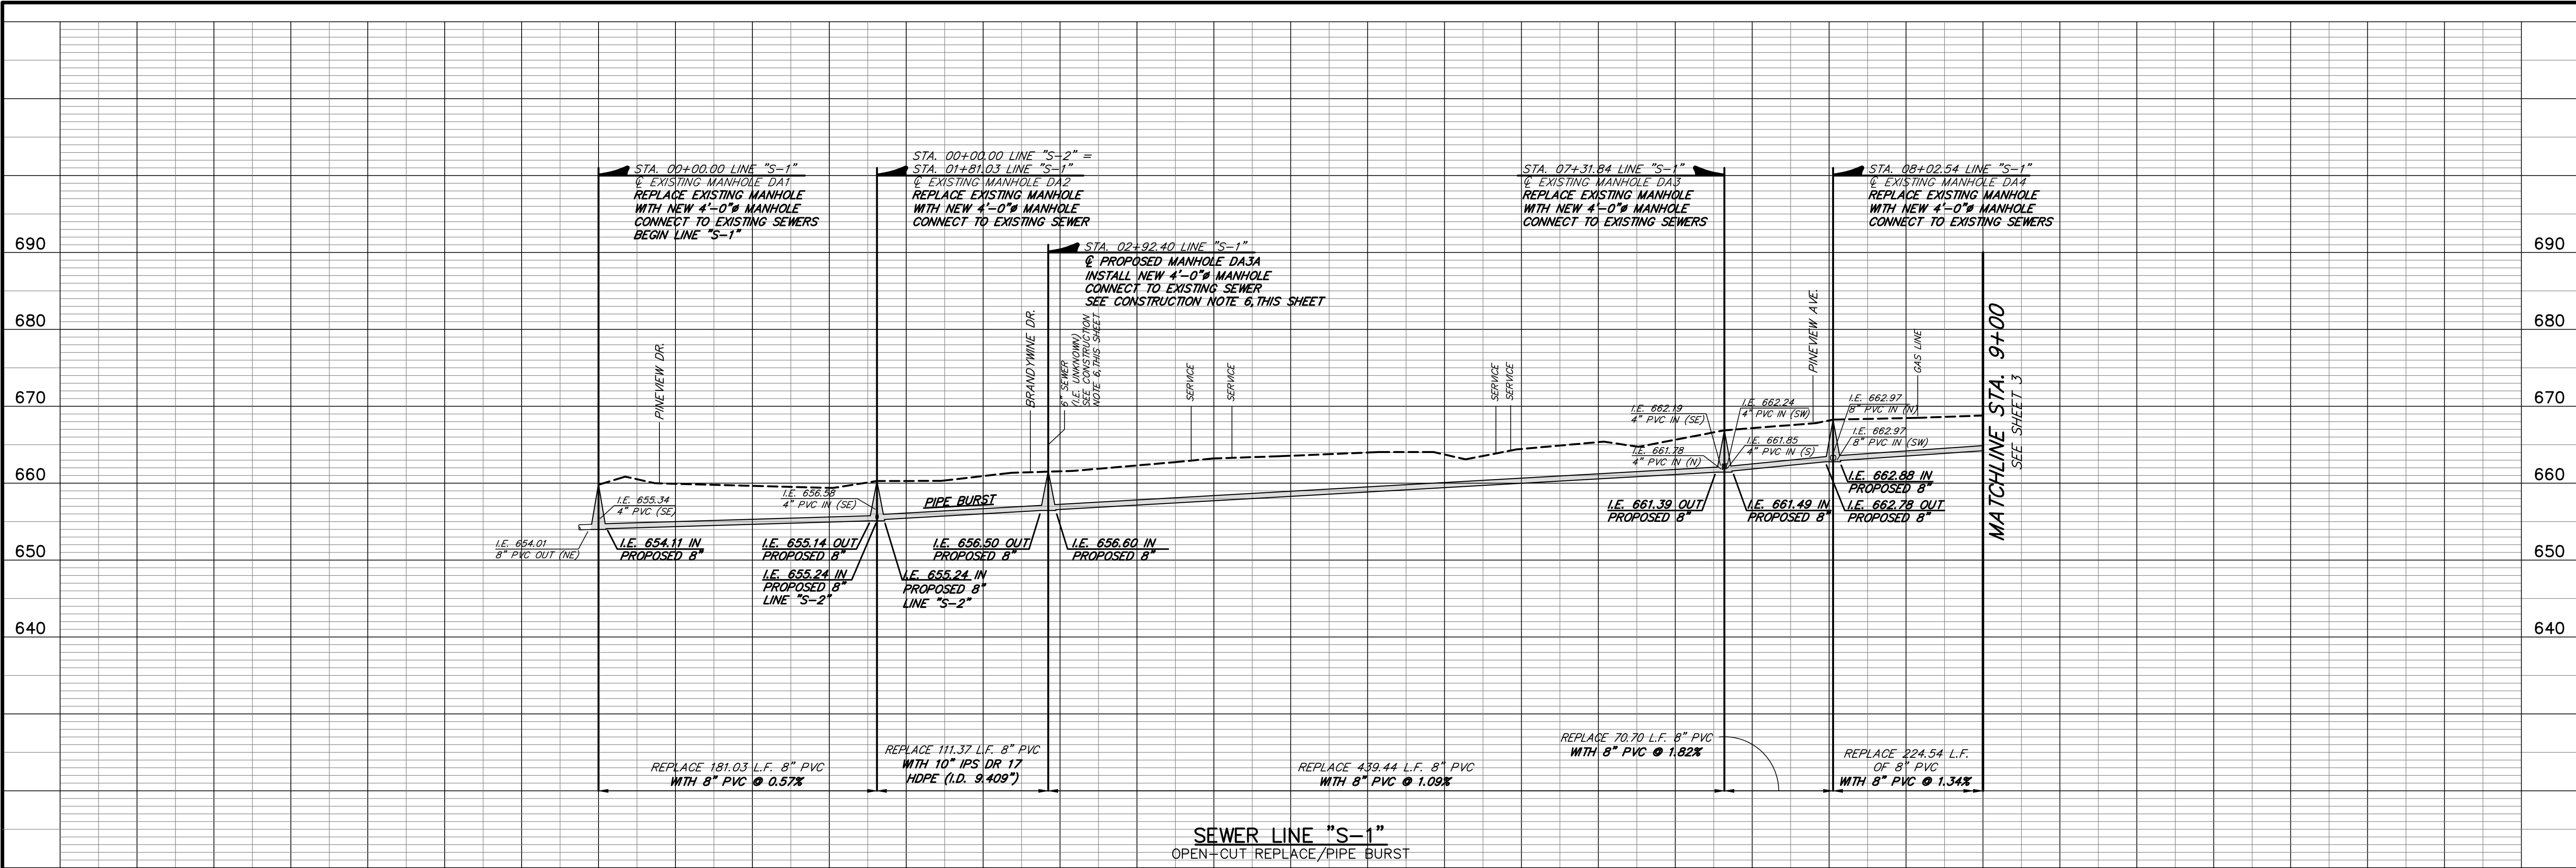 STA. 00+00.00 LINE "S-1"
℄ EXISTING MANHOLE DA1
REPLACE EXISTING MANHOLE
WITH NEW 4'-0"ø MANHOLE
CONNECT TO EXISTING SEWERS
BEGIN LINE "S-1"
STA. 00+00.00 LINE "S-2" =
STA. 01+81.03 LINE "S-1"
℄ EXISTING MANHOLE DA2
REPLACE EXISTING MANHOLE
WITH NEW 4'-0"ø MANHOLE
CONNECT TO EXISTING SEWER
STA. 02+92.40 LINE "S-1"
℄ PROPOSED MANHOLE DA3A
INSTALL NEW 4'-0"ø MANHOLE
CONNECT TO EXISTING SEWER
SEE CONSTRUCTION NOTE 6, THIS SHEET
STA. 07+31.84 LINE "S-1"
℄ EXISTING MANHOLE DA3
REPLACE EXISTING MANHOLE
WITH NEW 4'-0"ø MANHOLE
CONNECT TO EXISTING SEWERS
STA. 08+02.54 LINE "S-1"
℄ EXISTING MANHOLE DA4
REPLACE EXISTING MANHOLE
WITH NEW 4'-0"ø MANHOLE
CONNECT TO EXISTING SEWERS
690
680
670
660
650
640
690
680
670
660
650
640
PINEVIEW DR.
BRANDYWINE DR.
6" SEWER
(I.E. UNKNOWN)
SEE CONSTRUCTION
NOTE 6, THIS SHEET
SERVICE
SERVICE
SERVICE
SERVICE
PINEVIEW AVE.
GAS LINE
MATCHLINE STA. 9+00
SEE SHEET 3
I.E. 654.01
8" PVC OUT (NE)
I.E. 655.34
4" PVC (SE)
I.E. 654.11 IN
PROPOSED 8"
I.E. 656.58
4" PVC IN (SE)
I.E. 655.14 OUT
PROPOSED 8"
I.E. 655.24 IN
PROPOSED 8"
LINE "S-2"
I.E. 655.24 IN
PROPOSED 8"
LINE "S-2"
PIPE BURST
I.E. 656.50 OUT
PROPOSED 8"
I.E. 656.60 IN
PROPOSED 8"
I.E. 662.19
4" PVC IN (SE)
I.E. 661.78
4" PVC IN (N)
I.E. 662.24
4" PVC IN (SW)
I.E. 661.85
4" PVC IN (S)
I.E. 661.39 OUT
PROPOSED 8"
I.E. 661.49 IN
PROPOSED 8"
I.E. 662.97
8" PVC IN (N)
I.E. 662.97
8" PVC IN (SW)
I.E. 662.88 IN
PROPOSED 8"
I.E. 662.78 OUT
PROPOSED 8"
REPLACE 181.03 L.F. 8" PVC
WITH 8" PVC @ 0.57%
REPLACE 111.37 L.F. 8" PVC
WITH 10" IPS DR 17
HDPE (I.D. 9.409")
REPLACE 439.44 L.F. 8" PVC
WITH 8" PVC @ 1.09%
REPLACE 70.70 L.F. 8" PVC
WITH 8" PVC @ 1.82%
REPLACE 224.54 L.F.
OF 8" PVC
WITH 8" PVC @ 1.34%
SEWER LINE "S-1"
OPEN-CUT REPLACE/PIPE BURST